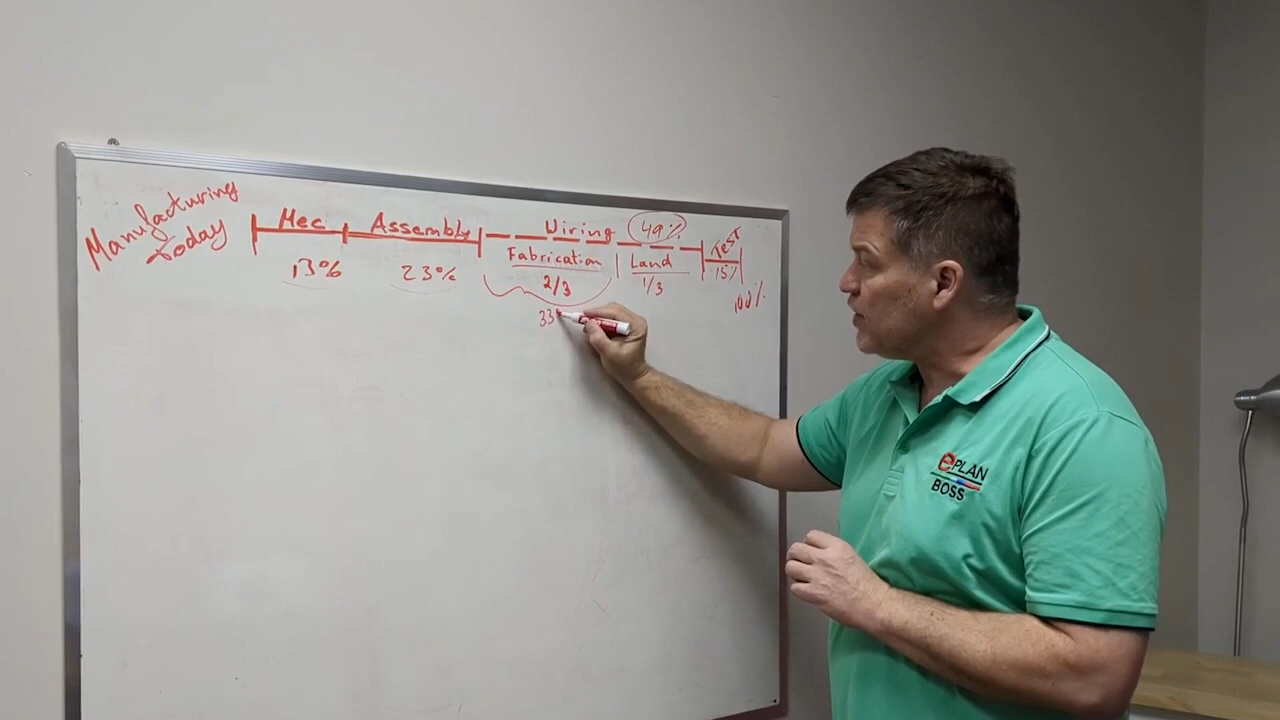 Manufacturing
today
Mec Assembly Wiring 49% Test
Fabrication Land
13% 23% 2/3 1/3 15%
100%
33
ePLAN
BOSS